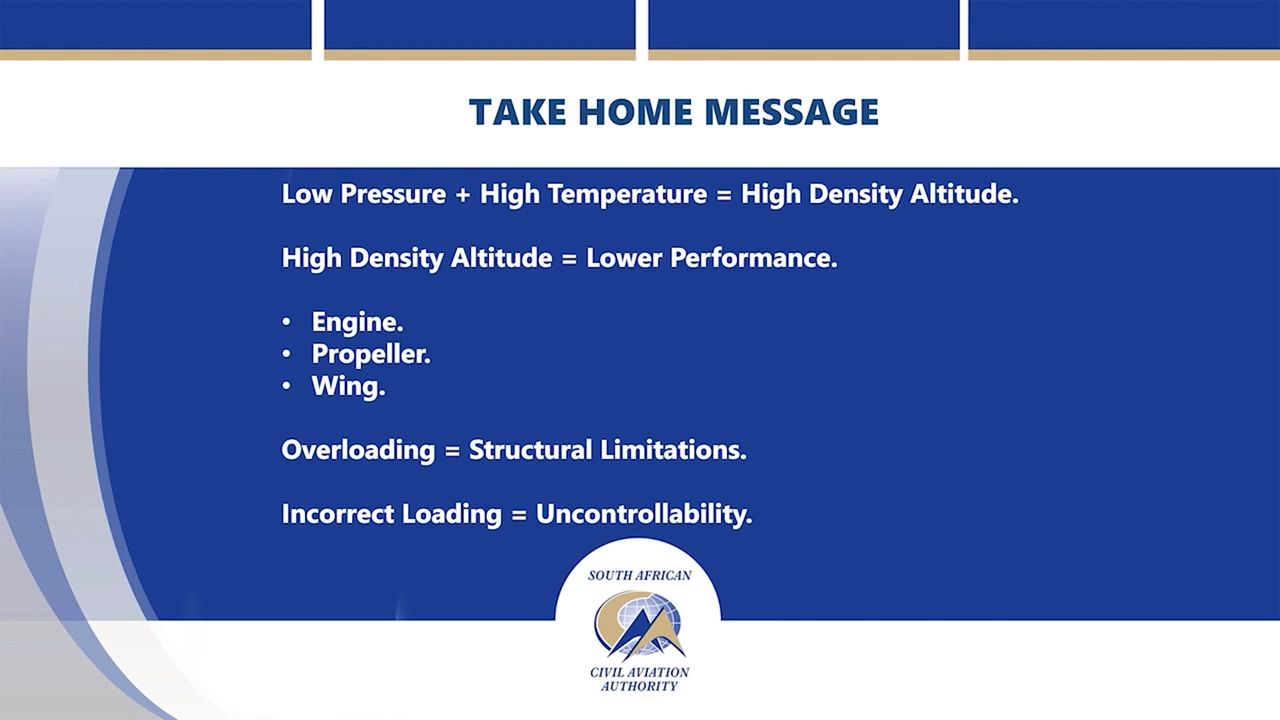 TAKE HOME MESSAGE
Low Pressure + High Temperature = High Density Altitude.
High Density Altitude = Lower Performance.
• Engine.
• Propeller.
• Wing.
Overloading = Structural Limitations.
Incorrect Loading = Uncontrollability.
SOUTH AFRICAN
CIVIL AVIATION
AUTHORITY